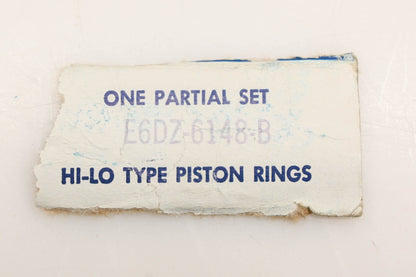 ONE PARTIAL SET
E6DZ-6148-B
HI-LO TYPE PISTON RINGS